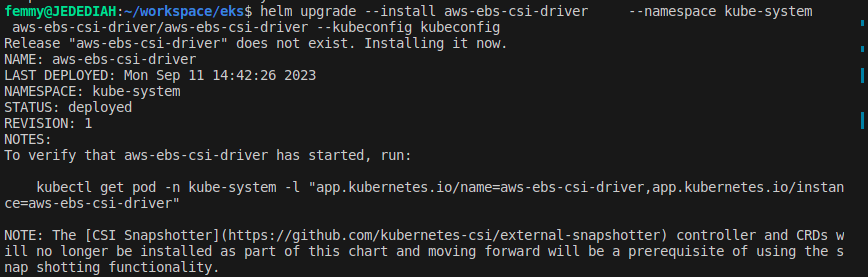 femmy@JEDEDIAH:~/workspace/eks$ helm upgrade --install aws-ebs-csi-driver     --namespace kube-system
 aws-ebs-csi-driver/aws-ebs-csi-driver --kubeconfig kubeconfig
Release "aws-ebs-csi-driver" does not exist. Installing it now.
NAME: aws-ebs-csi-driver
LAST DEPLOYED: Mon Sep 11 14:42:26 2023
NAMESPACE: kube-system
STATUS: deployed
REVISION: 1
NOTES:
To verify that aws-ebs-csi-driver has started, run:
    kubectl get pod -n kube-system -l "app.kubernetes.io/name=aws-ebs-csi-driver,app.kubernetes.io/instan
ce=aws-ebs-csi-driver"
NOTE: The [CSI Snapshotter](https://github.com/kubernetes-csi/external-snapshotter) controller and CRDs w
ill no longer be installed as part of this chart and moving forward will be a prerequisite of using the s
nap shotting functionality.